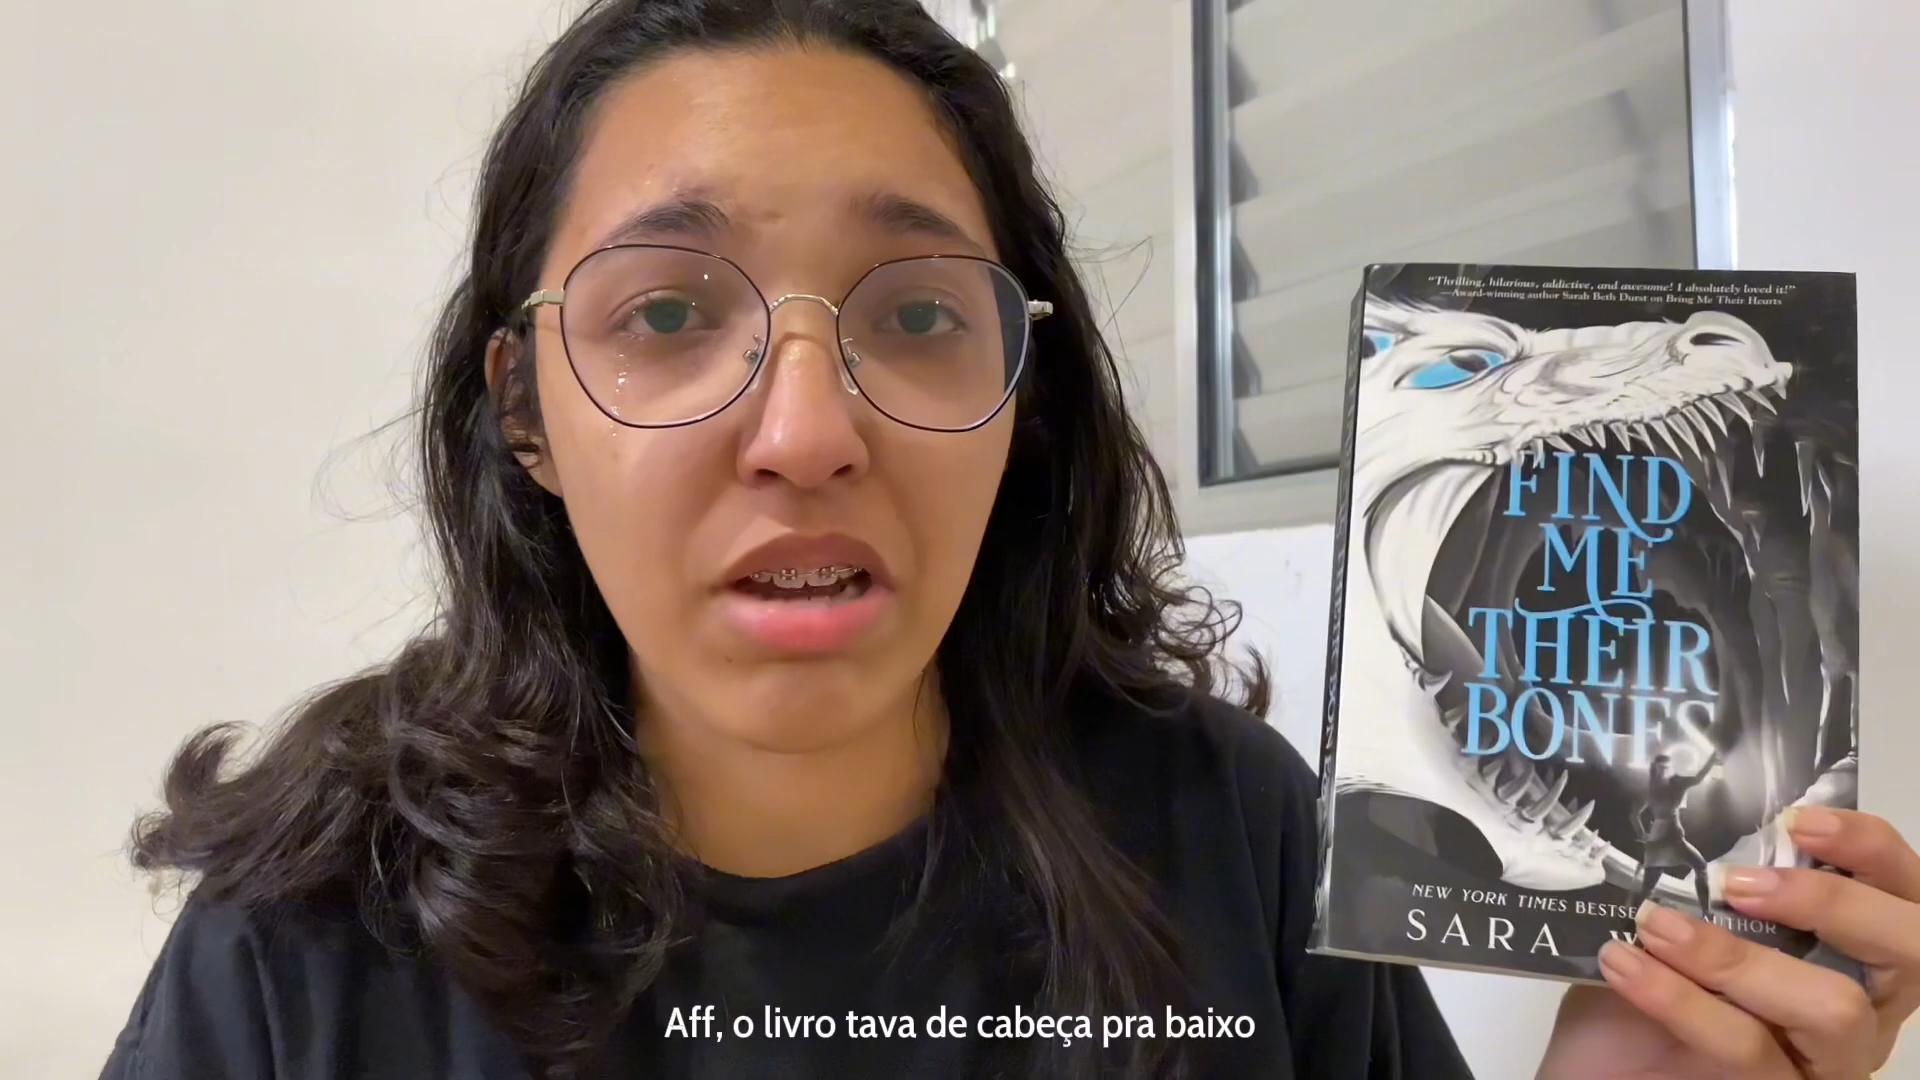 “Thrilling, hilarious, addictive, and awesome! I absolutely loved it!”
—Award-winning author Sarah Beth Durst on Bring Me Their Hearts
FIND
ME
THEIR
BONES
NEW YORK TIMES AUTHOR
SARA
Aff, o livro tava de cabeça pra baixo